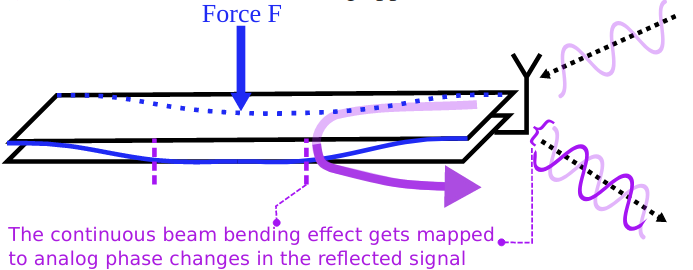 Force F
The continuous beam bending effect gets mapped
to analog phase changes in the reflected signal